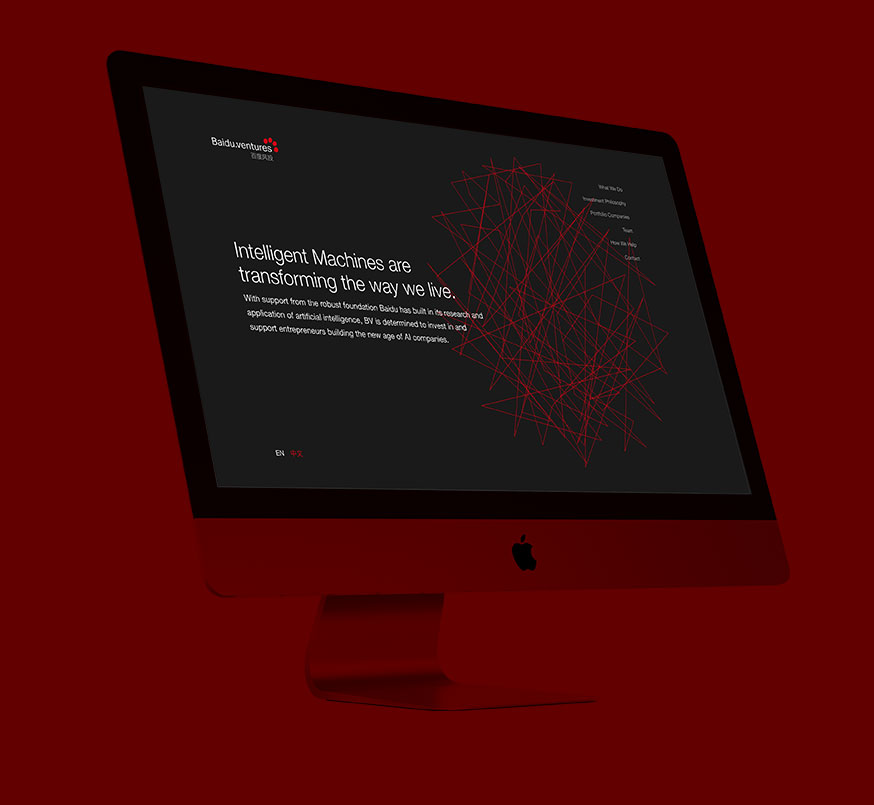 Baidu.ventures
百度风投
What We Do
Investment Philosophy
Portfolio Companies
Team
How We Help
Contact
Intelligent Machines are
transforming the way we live.
With support from the robust foundation Baidu has built in its research and
application of artificial intelligence, BV is determined to invest in and
support entrepreneurs building the new age of AI companies.
EN 中文